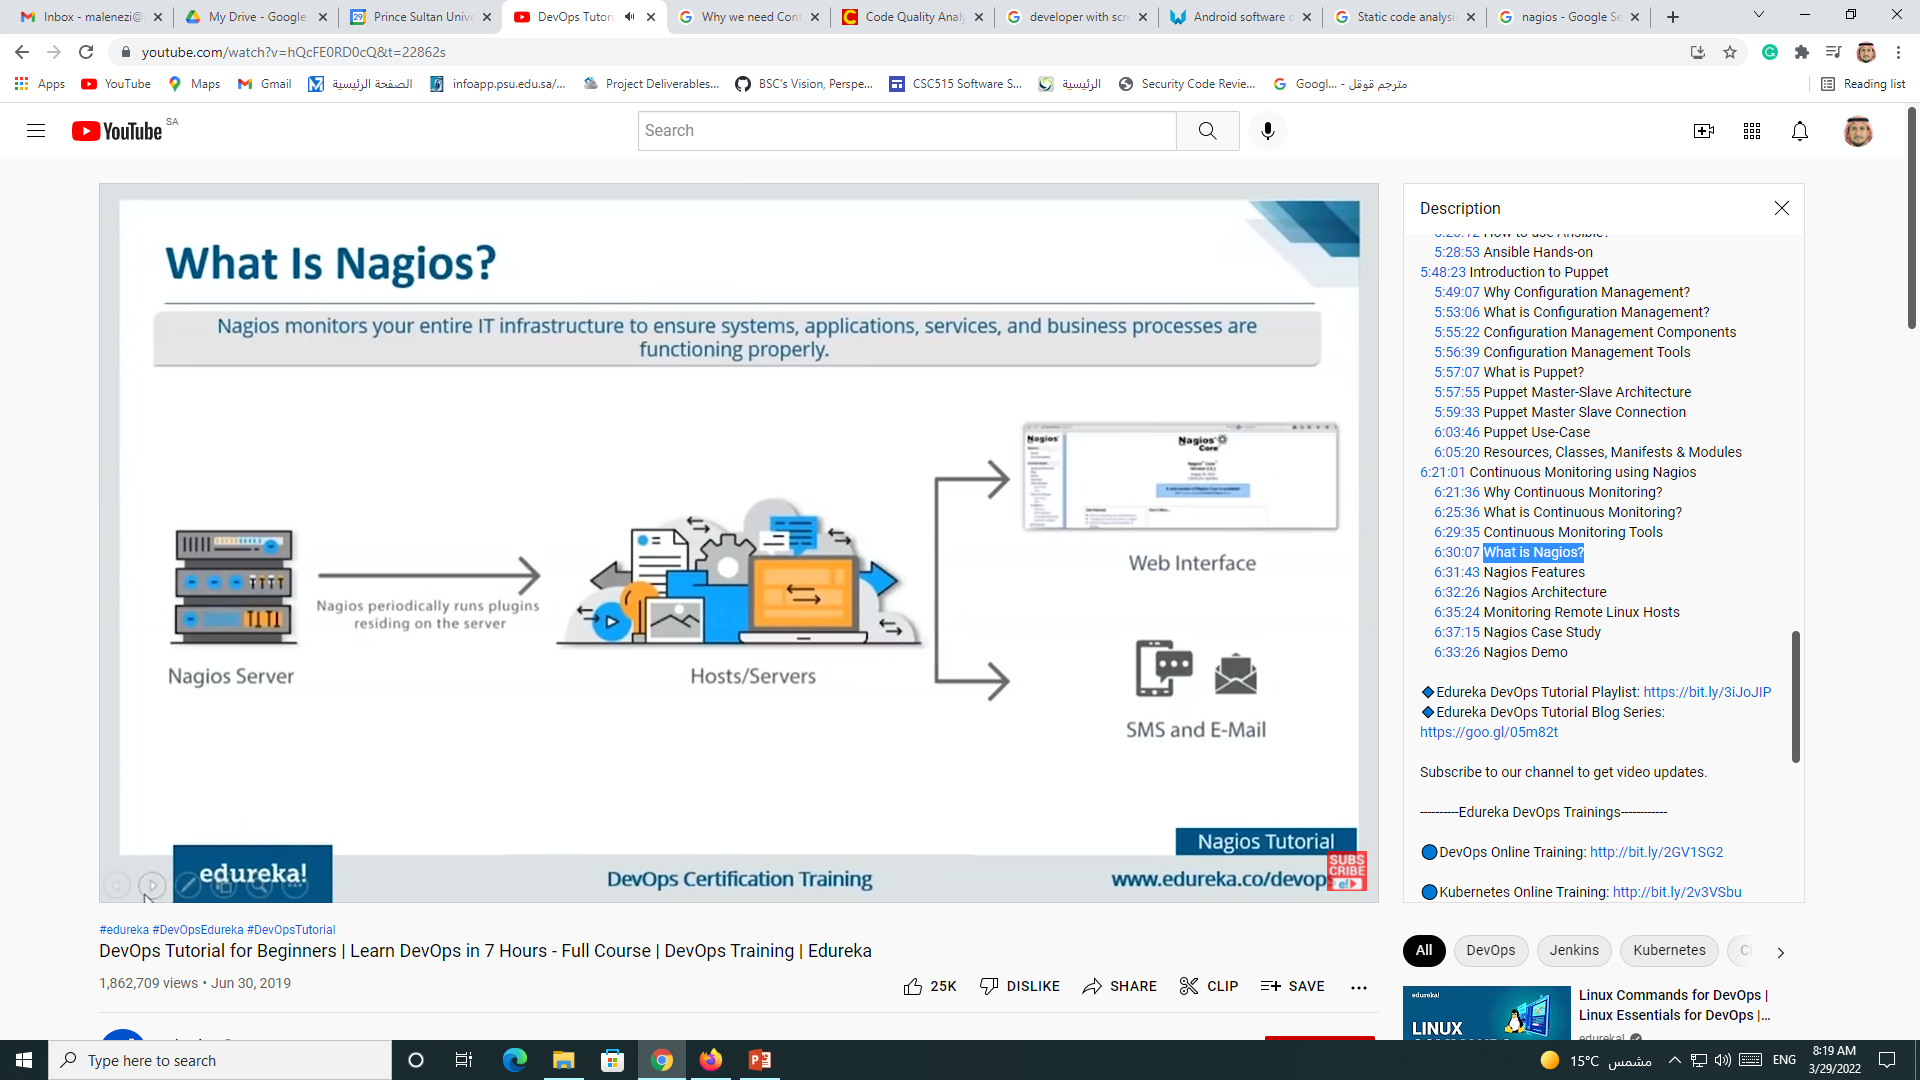 Inbox - malenezi@
My Drive - Google
Prince Sultan Unive
DevOps Tutori
Why we need Cont
Code Quality Analy
developer with scre
Android software d
Static code analysis
nagios - Google Se
youtube.com/watch?v=hQcFE0RD0cQ&t=22862s
Apps
YouTube
Maps
Gmail
الصفحة الرئيسية
infoapp.psu.edu.sa/...
Project Deliverables...
BSC's Vision, Perspe...
CSC515 Software S...
الرئيسية
Security Code Revie...
مترجم قوقل - Googl...
Reading list
YouTube SA
Search
What Is Nagios?
Nagios monitors your entire IT infrastructure to ensure systems, applications, services, and business processes are
functioning properly.
Nagios
Nagios Core
Web Interface
Nagios periodically runs plugins
residing on the server
Nagios Server
Hosts/Servers
SMS and E-Mail
Nagios Tutorial
edureka!
DevOps Certification Training
www.edureka.co/devops
SUBS
CRIBE
e!
Description
5:28:53 Ansible Hands-on
5:48:23 Introduction to Puppet
5:49:07 Why Configuration Management?
5:53:06 What is Configuration Management?
5:55:22 Configuration Management Components
5:56:39 Configuration Management Tools
5:57:07 What is Puppet?
5:57:55 Puppet Master-Slave Architecture
5:59:33 Puppet Master Slave Connection
6:03:46 Puppet Use-Case
6:05:20 Resources, Classes, Manifests & Modules
6:21:01 Continuous Monitoring using Nagios
6:21:36 Why Continuous Monitoring?
6:25:36 What is Continuous Monitoring?
6:29:35 Continuous Monitoring Tools
6:30:07 What is Nagios?
6:31:43 Nagios Features
6:32:26 Nagios Architecture
6:35:24 Monitoring Remote Linux Hosts
6:37:15 Nagios Case Study
6:33:26 Nagios Demo
🔹Edureka DevOps Tutorial Playlist: https://bit.ly/3iJoJIP
🔹Edureka DevOps Tutorial Blog Series:
https://goo.gl/05m82t
Subscribe to our channel to get video updates.
----------Edureka DevOps Trainings------------
🔵DevOps Online Training: http://bit.ly/2GV1SG2
🔵Kubernetes Online Training: http://bit.ly/2v3VSbu
#edureka #DevOpsEdureka #DevOpsTutorial
DevOps Tutorial for Beginners | Learn DevOps in 7 Hours - Full Course | DevOps Training | Edureka
1,862,709 views • Jun 30, 2019
25K
DISLIKE
SHARE
CLIP
SAVE
All
DevOps
Jenkins
Kubernetes
edureka!
LINUX
Linux Commands for DevOps |
Linux Essentials for DevOps |...
edureka!
Type here to search
15°C مشمس
ENG
8:19 AM
3/29/2022